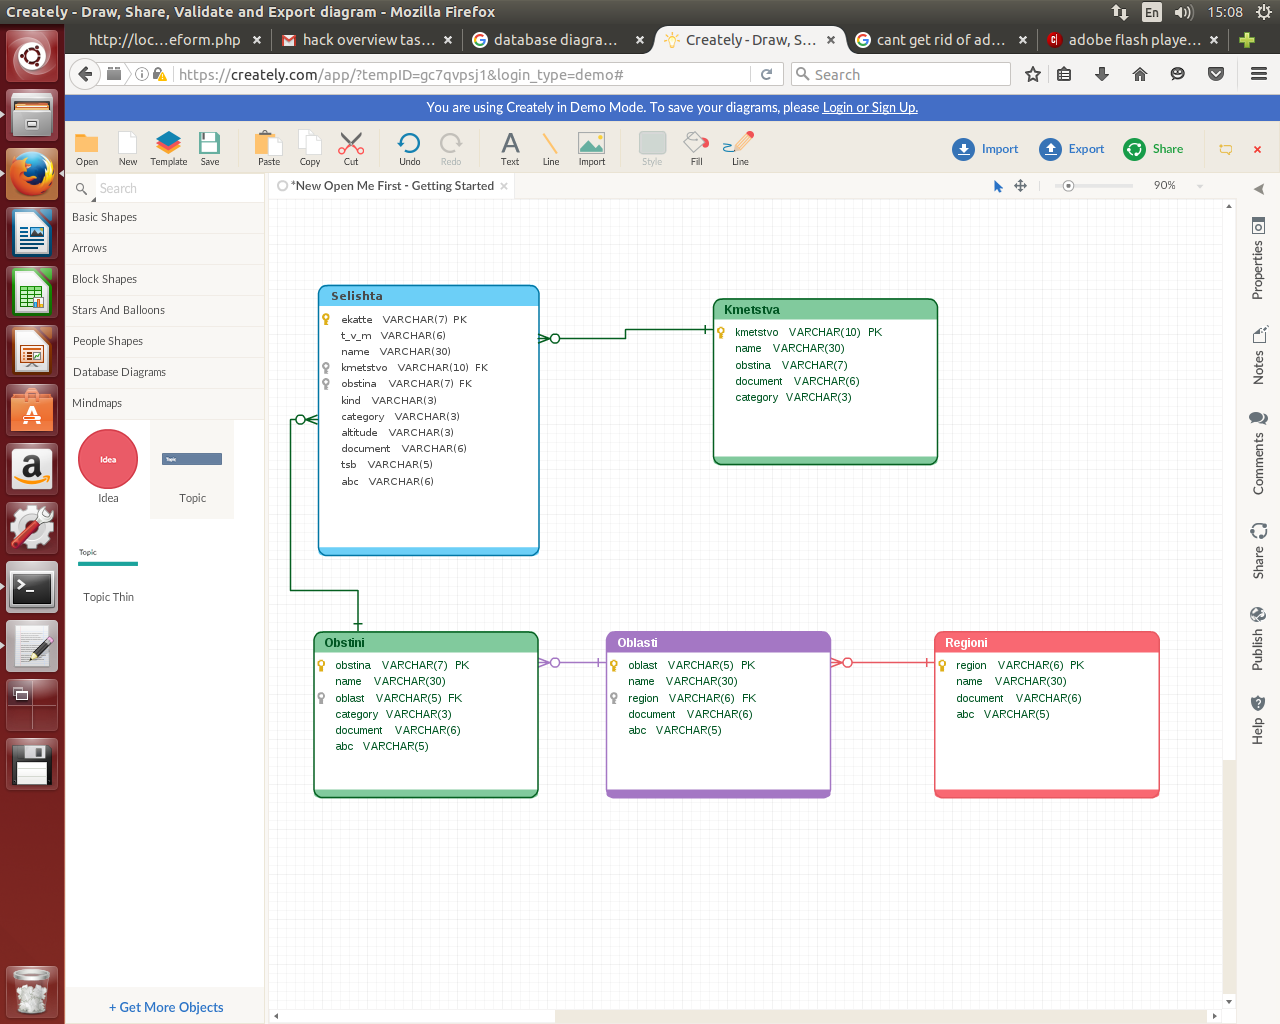 Creately - Draw, Share, Validate and Export diagram - Mozilla Firefox
En
15:08
http://loc...eform.php
hack overview tas...
database diagra...
Creately - Draw, S...
cant get rid of ad...
adobe flash playe...
https://creately.com/app/?tempID=gc7qvpsj1&login_type=demo#
Search
You are using Creately in Demo Mode. To save your diagrams, please Login or Sign Up.
Open
New
Template
Save
Paste
Copy
Cut
Undo
Redo
Text
Line
Import
Style
Fill
Line
Import
Export
Share
Search
*New Open Me First - Getting Started
90%
Basic Shapes
Arrows
Block Shapes
Stars And Balloons
People Shapes
Database Diagrams
Mindmaps
Idea
Idea
Topic
Topic
Topic
Topic Thin
+ Get More Objects
Selishta
ekatte VARCHAR(7) PK
t_v_m VARCHAR(6)
name VARCHAR(30)
kmetstvo VARCHAR(10) FK
obstina VARCHAR(7) FK
kind VARCHAR(3)
category VARCHAR(3)
altitude VARCHAR(3)
document VARCHAR(6)
tsb VARCHAR(5)
abc VARCHAR(6)
Kmetstva
kmetstvo VARCHAR(10) PK
name VARCHAR(30)
obstina VARCHAR(7)
document VARCHAR(6)
category VARCHAR(3)
Obstini
obstina VARCHAR(7) PK
name VARCHAR(30)
oblast VARCHAR(5) FK
category VARCHAR(3)
document VARCHAR(6)
abc VARCHAR(5)
Oblasti
oblast VARCHAR(5) PK
name VARCHAR(30)
region VARCHAR(6) FK
document VARCHAR(6)
abc VARCHAR(5)
Regioni
region VARCHAR(6) PK
name VARCHAR(30)
document VARCHAR(6)
abc VARCHAR(5)
Properties
Notes
Comments
Share
Publish
Help